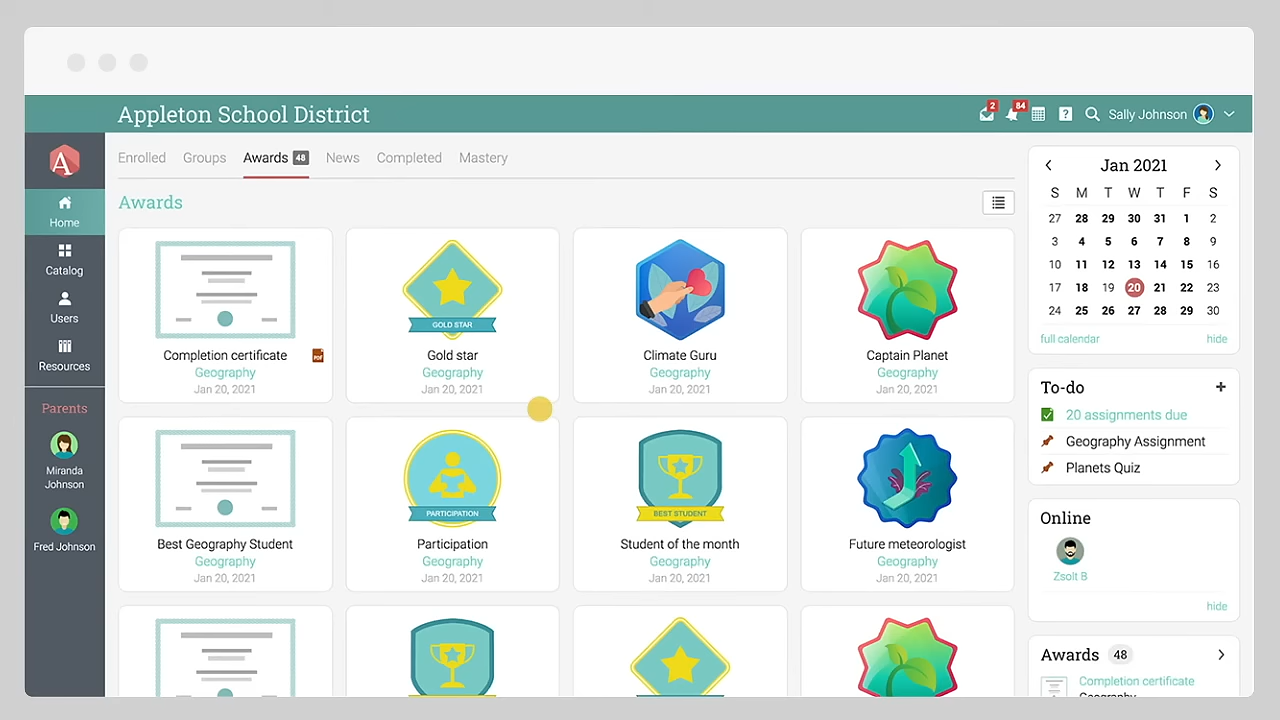 Appleton School District
2
84
?
Sally Johnson
A
Home
Catalog
Users
Resources
Parents
Miranda
Johnson
Fred Johnson
Enrolled Groups Awards 48 News Completed Mastery
Awards
Completion certificate
PDF
Geography
Jan 20, 2021
GOLD STAR
Gold star
Geography
Jan 20, 2021
Climate Guru
Geography
Jan 20, 2021
Captain Planet
Geography
Jan 20, 2021
Best Geography Student
Geography
Jan 20, 2021
PARTICIPATION
Participation
Geography
Jan 20, 2021
BEST STUDENT
Student of the month
Geography
Jan 20, 2021
Future meteorologist
Geography
Jan 20, 2021
Jan 2021
S M T W T F S
27 28 29 30 31 1 2
3 4 5 6 7 8 9
10 11 12 13 14 15 16
17 18 19 20 21 22 23
24 25 26 27 28 29 30
full calendar hide
To-do +
20 assignments due
Geography Assignment
Planets Quiz
Online
Zsolt B
hide
Awards 48
Completion certificate
Geography